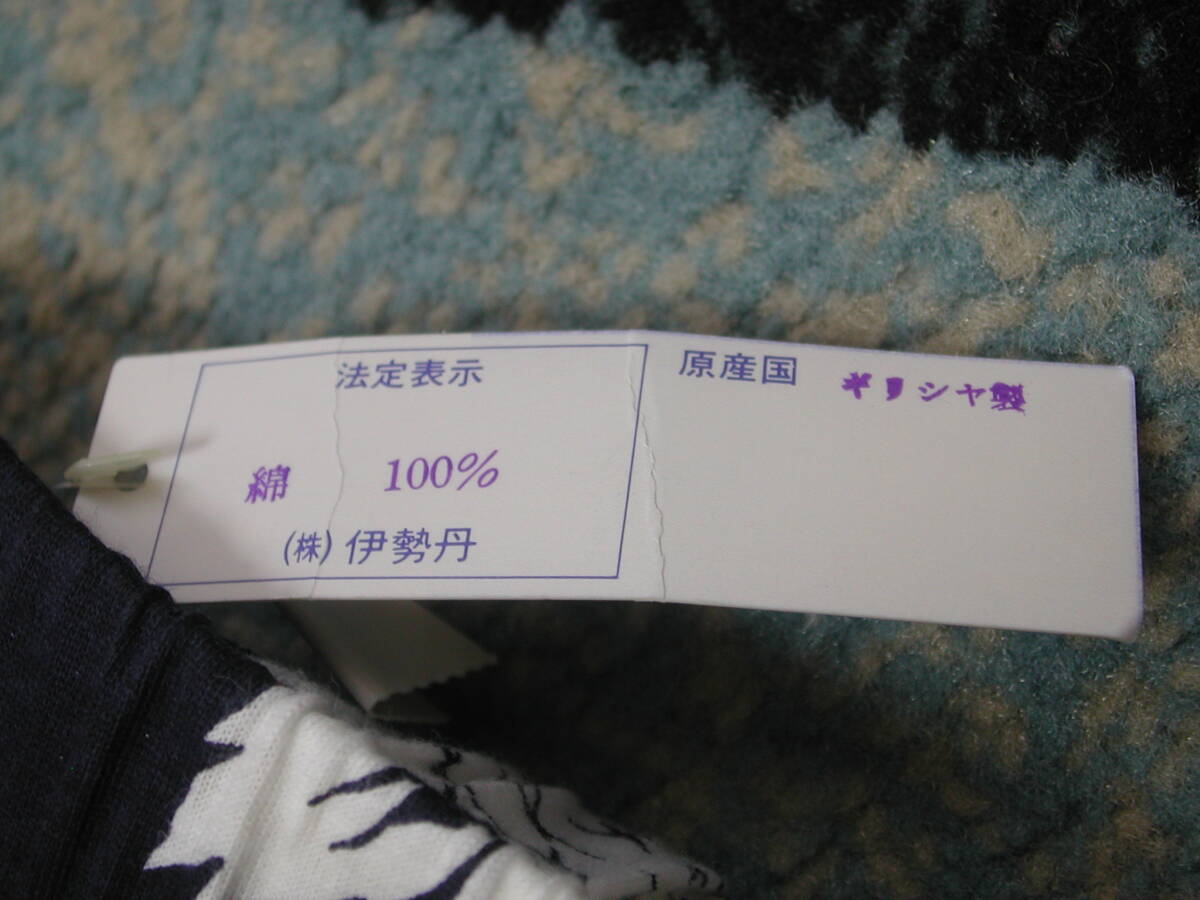 法定表示
綿 100%
(株)伊勢丹
原産国 ギリシャ製